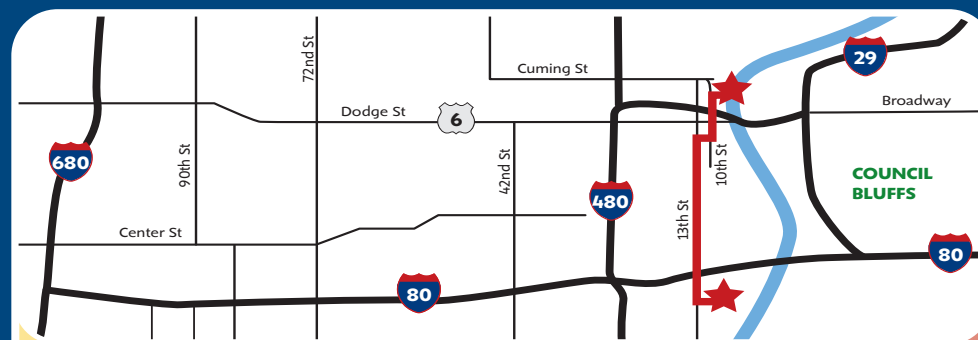 72nd St
Cuming St
29
Dodge St
6
Broadway
680
90th St
42nd St
10th St
COUNCIL
BLUFFS
480
13th St
Center St
80
80